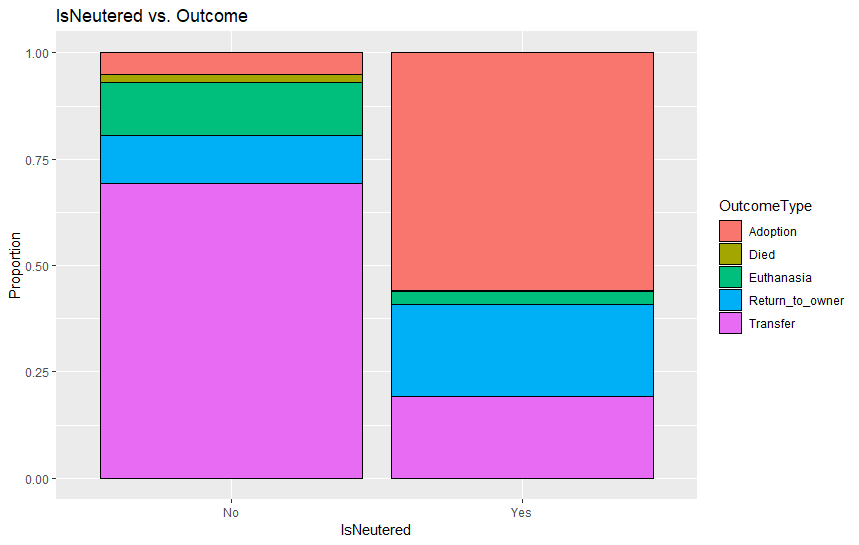 IsNeutered vs. Outcome
1.00
0.75
0.50
0.25
0.00
Proportion
No Yes
IsNeutered
OutcomeType
Adoption
Died
Euthanasia
Return_to_owner
Transfer